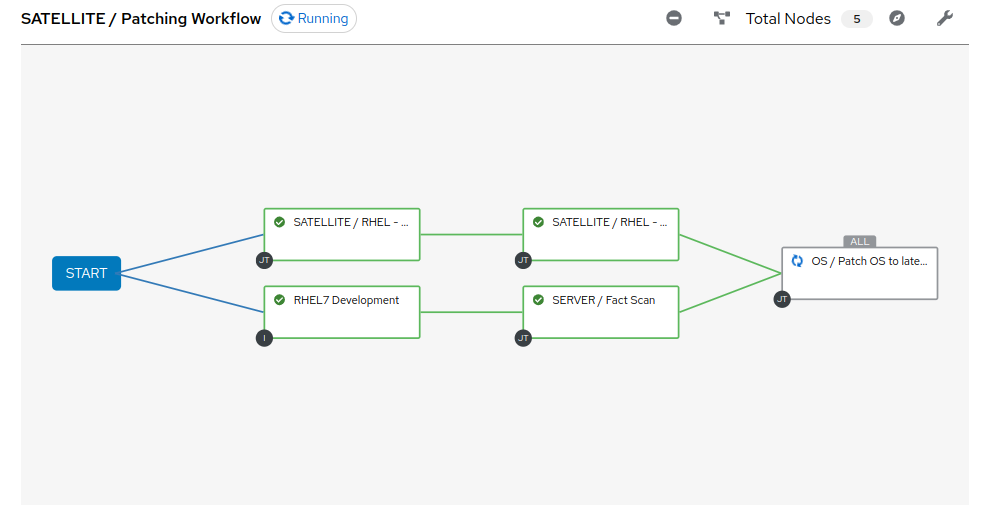 SATELLITE / Patching Workflow
Running
Total Nodes 5
START
SATELLITE / RHEL - ...
JT
SATELLITE / RHEL - ...
JT
ALL
OS / Patch OS to late...
JT
RHEL7 Development
I
SERVER / Fact Scan
JT